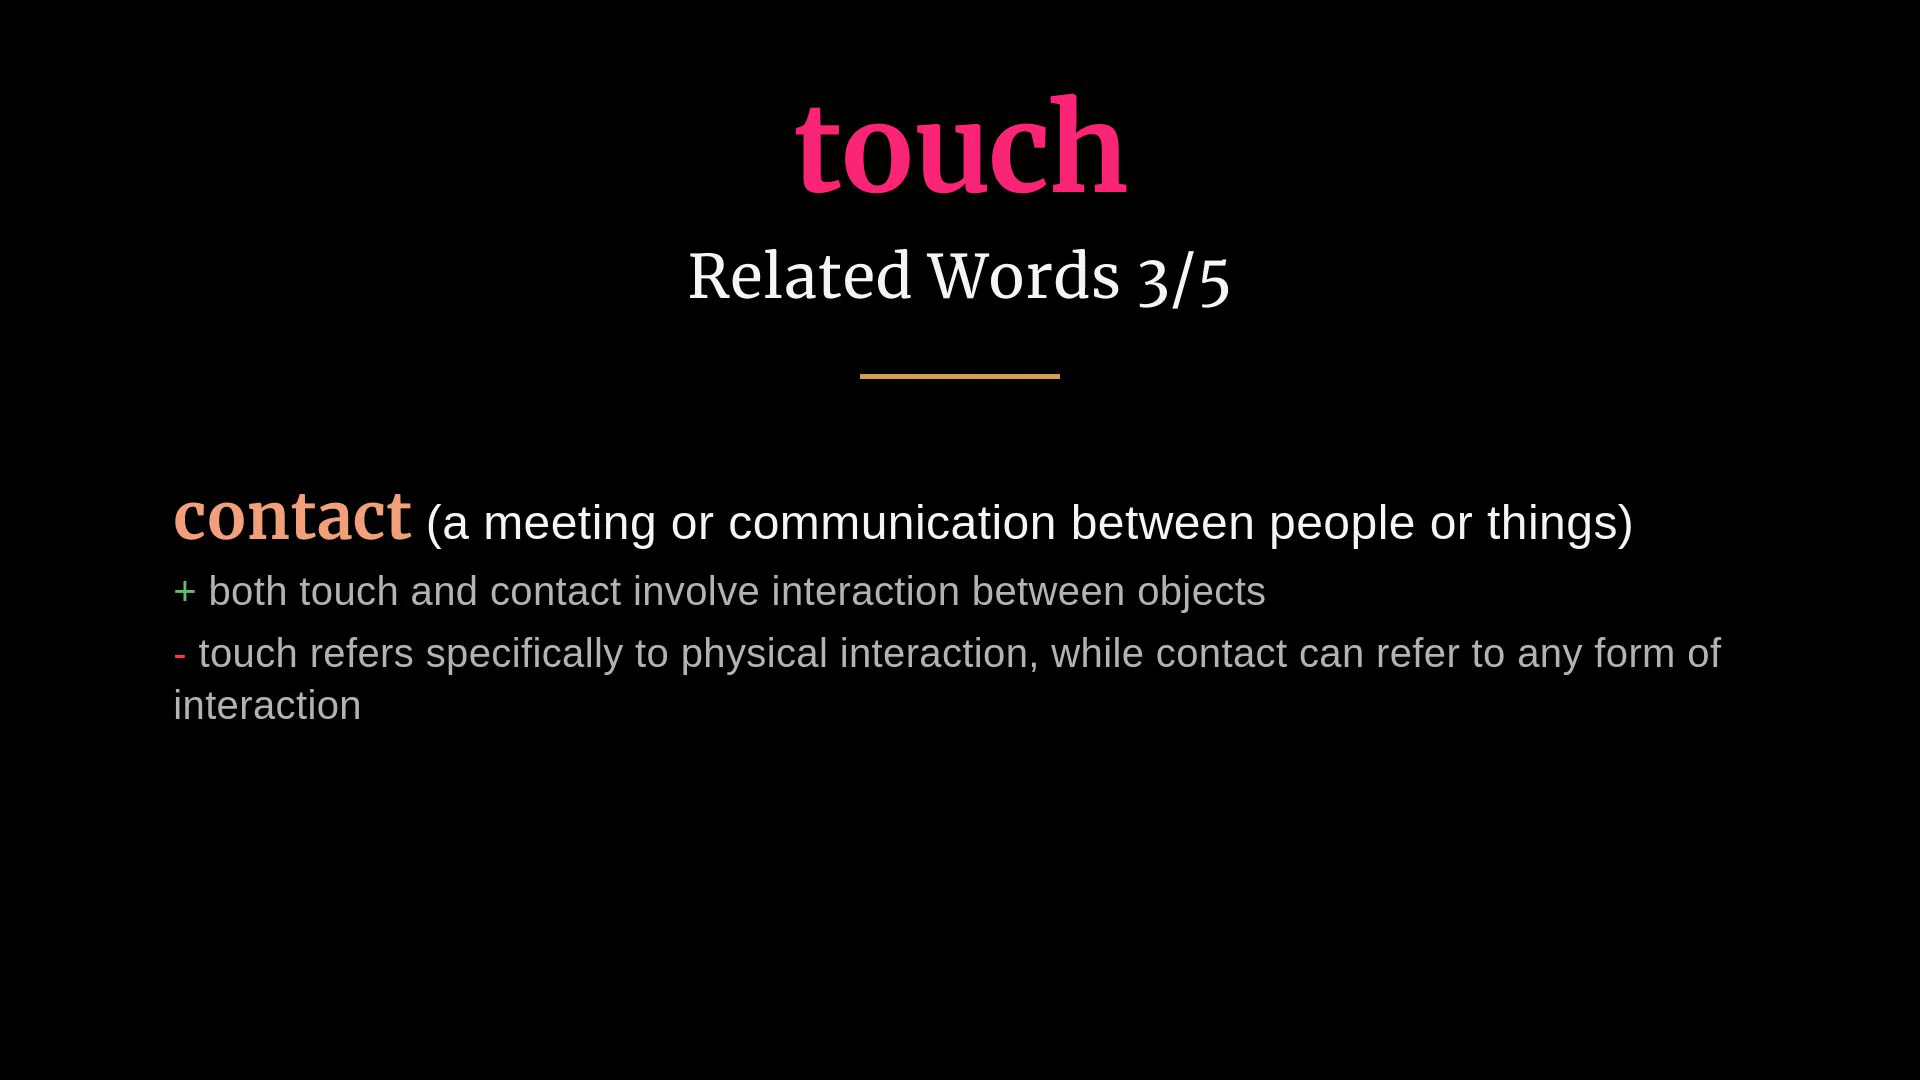 touch
Related Words 3/5
contact (a meeting or communication between people or things)
+ both touch and contact involve interaction between objects
- touch refers specifically to physical interaction, while contact can refer to any form of
interaction